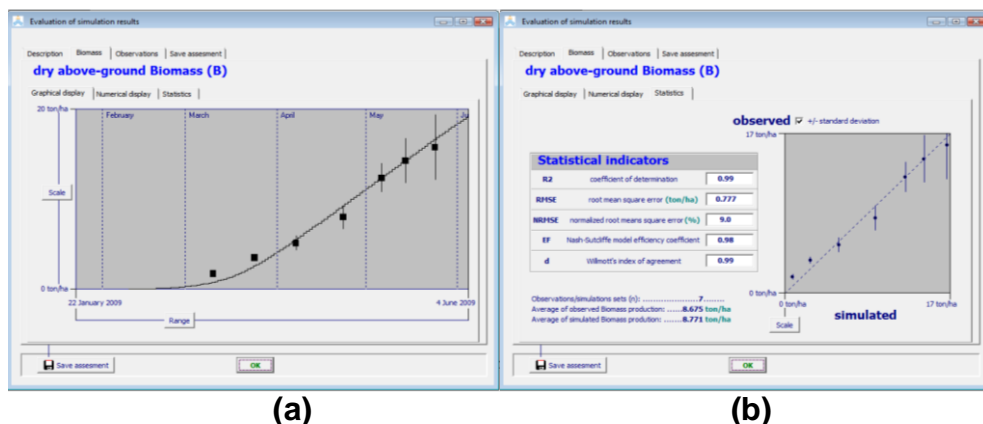 Evaluation of simulation results
Description Biomass Observations Save assesment
dry above-ground Biomass (B)
Graphical display Numerical display Statistics
20 ton/ha
February March April May Ju
Scale
0 ton/ha
22 January 2009 4 June 2009
Range
Save assesment OK
(a)
Evaluation of simulation results
Description Biomass Observations Save assesment
dry above-ground Biomass (B)
Graphical display Numerical display Statistics
observed +/- standard deviation
17 ton/ha
Statistical indicators
R2 coefficient of determination 0.99
RMSE root mean square error (ton/ha) 0.777
NRMSE normalized root means square error (%) 9.0
EF Nash-Sutcliffe model efficiency coefficient 0.98
d Willmott's index of agreement 0.99
0 ton/ha
0 ton/ha 17 ton/ha
Observations/simulations sets (n): .....................7.......
Average of observed Biomass production: ......8.675 ton/ha
Average of simulated Biomass prodution: ......8.771 ton/ha
simulated
Scale
Save assesment OK
(b)